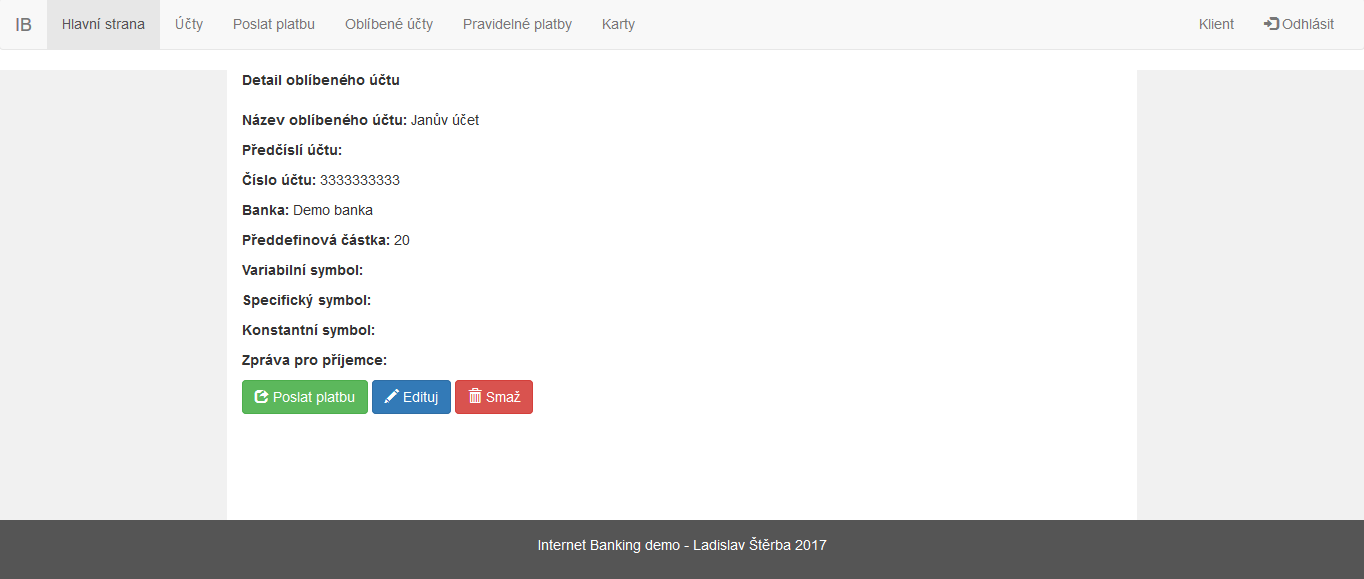 IB Hlavní strana Účty Poslat platbu Oblíbené účty Pravidelné platby Karty Klient Odhlásit
Detail oblíbeného účtu
Název oblíbeného účtu: Janův účet
Předčíslí účtu:
Číslo účtu: 3333333333
Banka: Demo banka
Předdefinová částka: 20
Variabilní symbol:
Specifický symbol:
Konstantní symbol:
Zpráva pro příjemce:
Poslat platbu Edituj Smaž
Internet Banking demo - Ladislav Štěrba 2017